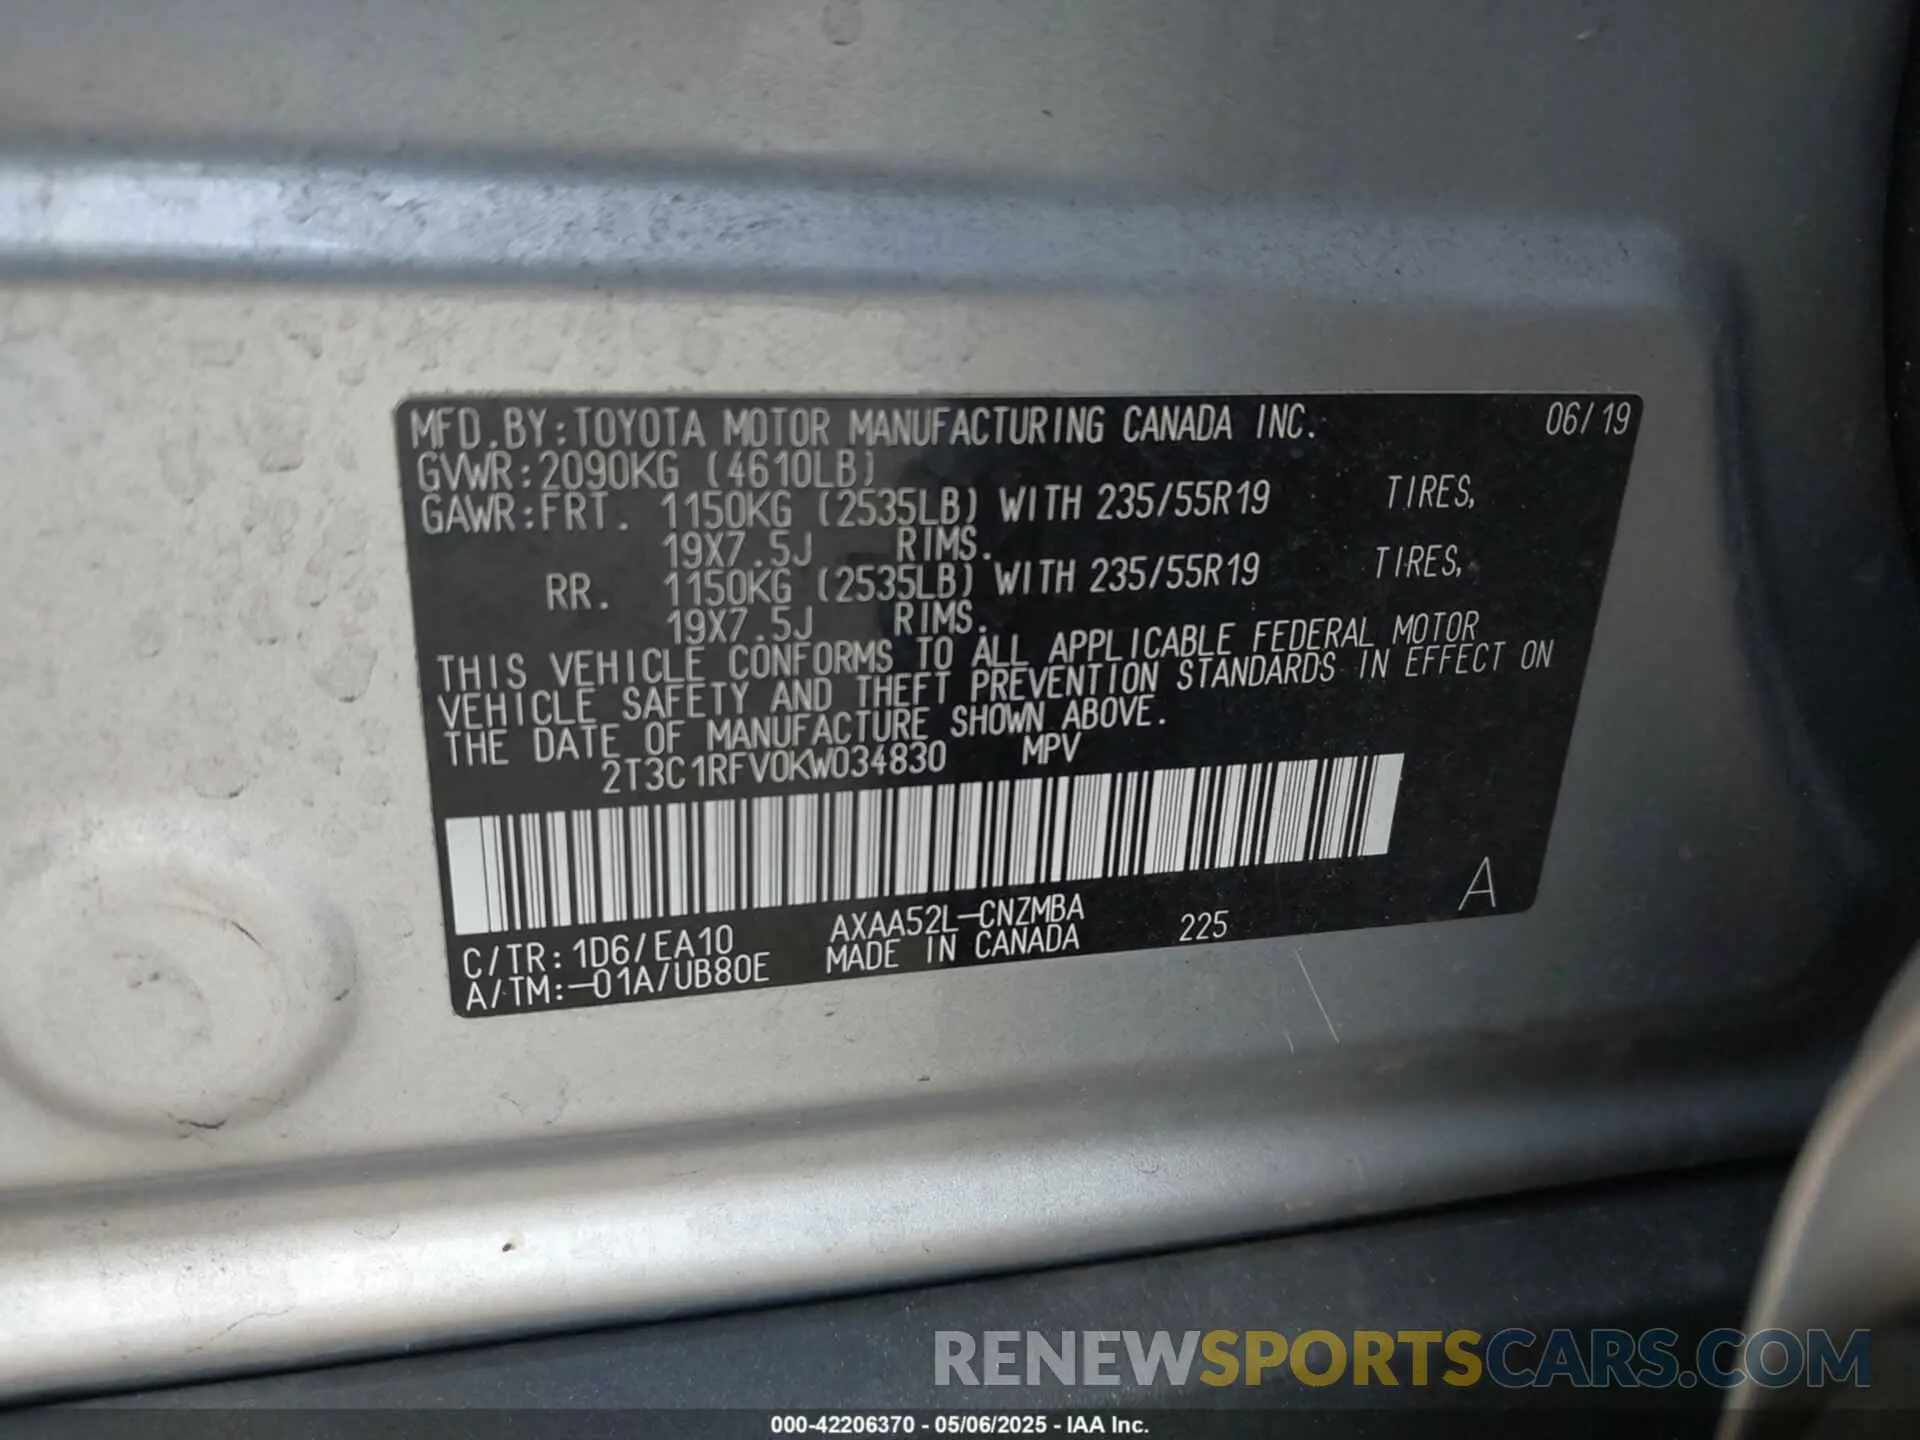 MFD.BY:TOYOTA MOTOR MANUFACTURING CANADA INC. 06/19
GVWR:2090KG (4610LB)
GAWR:FRT. 1150KG (2535LB) WITH 235/55R19 TIRES,
19X7.5J RIMS.
RR. 1150KG (2535LB) WITH 235/55R19 TIRES,
19X7.5J RIMS.
THIS VEHICLE CONFORMS TO ALL APPLICABLE FEDERAL MOTOR
VEHICLE SAFETY AND THEFT PREVENTION STANDARDS IN EFFECT ON
THE DATE OF MANUFACTURE SHOWN ABOVE.
2T3C1RFV0KW034830 MPV
A
C/TR:1D6/EA10 AXAA52L-CNZMBA 225
A/TM:-01A/UB80E MADE IN CANADA
RENEWSPORTSCARS.COM
000-42206370 - 05/06/2025 - IAA Inc.